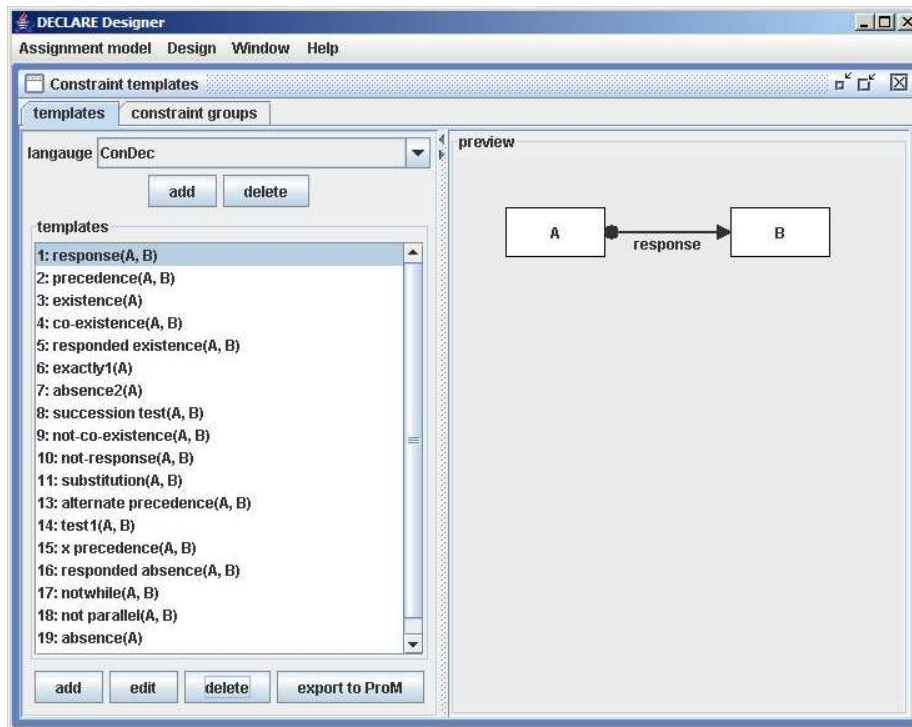 DECLARE Designer
Assignment model Design Window Help
Constraint templates
templates constraint groups
langauge ConDec
add delete
templates
1: response(A, B)
2: precedence(A, B)
3: existence(A)
4: co-existence(A, B)
5: responded existence(A, B)
6: exactly1(A)
7: absence2(A)
8: succession test(A, B)
9: not-co-existence(A, B)
10: not-response(A, B)
11: substitution(A, B)
13: alternate precedence(A, B)
14: test1(A, B)
15: x precedence(A, B)
16: responded absence(A, B)
17: notwhile(A, B)
18: not parallel(A, B)
19: absence(A)
add edit delete export to ProM
preview
A response B